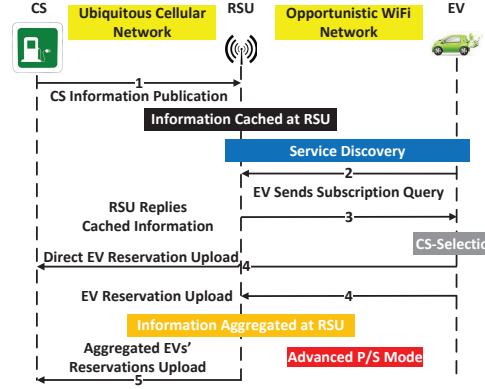 CS
Ubiquitous Cellular
Network
RSU
Opportunistic WiFi
Network
EV
1
CS Information Publication
Information Cached at RSU
Service Discovery
2
EV Sends Subscription Query
RSU Replies
Cached Information
3
CS-Selectio
Direct EV Reservation Upload
4
EV Reservation Upload
4
Information Aggregated at RSU
Aggregated EVs'
Reservations Upload
Advanced P/S Mode
5